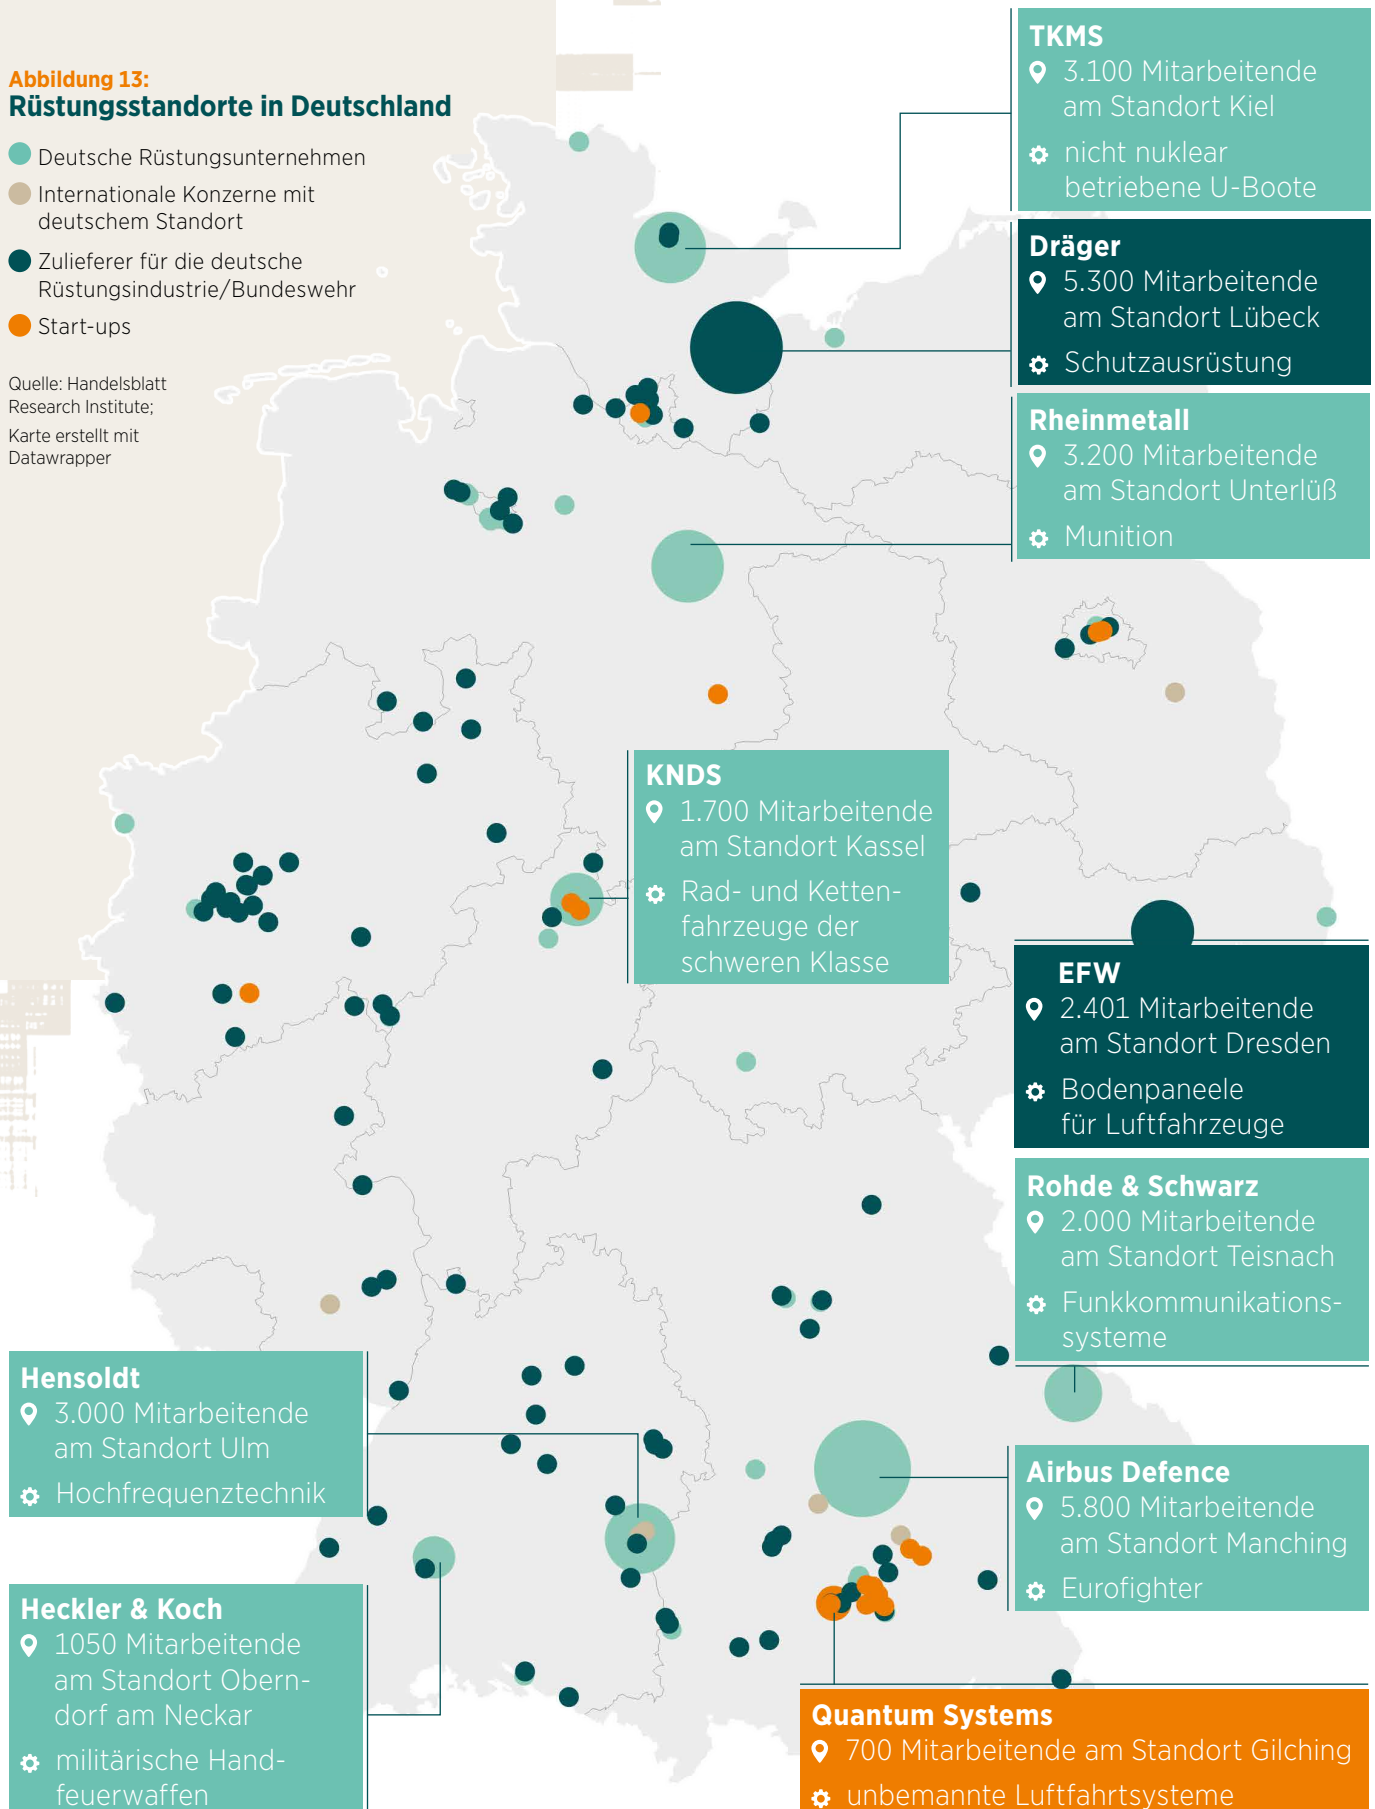 Abbildung 13:
Rüstungsstandorte in Deutschland
Deutsche Rüstungsunternehmen
Internationale Konzerne mit
deutschem Standort
Zulieferer für die deutsche
Rüstungsindustrie/Bundeswehr
Start-ups
Quelle: Handelsblatt
Research Institute;
Karte erstellt mit
Datawrapper
TKMS
3.100 Mitarbeitende
am Standort Kiel
nicht nuklear
betriebene U-Boote
Dräger
5.300 Mitarbeitende
am Standort Lübeck
Schutzausrüstung
Rheinmetall
3.200 Mitarbeitende
am Standort Unterlüß
Munition
KNDS
1.700 Mitarbeitende
am Standort Kassel
Rad- und Ketten-
fahrzeuge der
schweren Klasse
EFW
2.401 Mitarbeitende
am Standort Dresden
Bodenpaneele
für Luftfahrzeuge
Rohde & Schwarz
2.000 Mitarbeitende
am Standort Teisnach
Funkkommunikations-
systeme
Hensoldt
3.000 Mitarbeitende
am Standort Ulm
Hochfrequenztechnik
Airbus Defence
5.800 Mitarbeitende
am Standort Manching
Eurofighter
Heckler & Koch
1050 Mitarbeitende
am Standort Obern-
dorf am Neckar
militärische Hand-
feuerwaffen
Quantum Systems
700 Mitarbeitende am Standort Gilching
unbemannte Luftfahrtsysteme